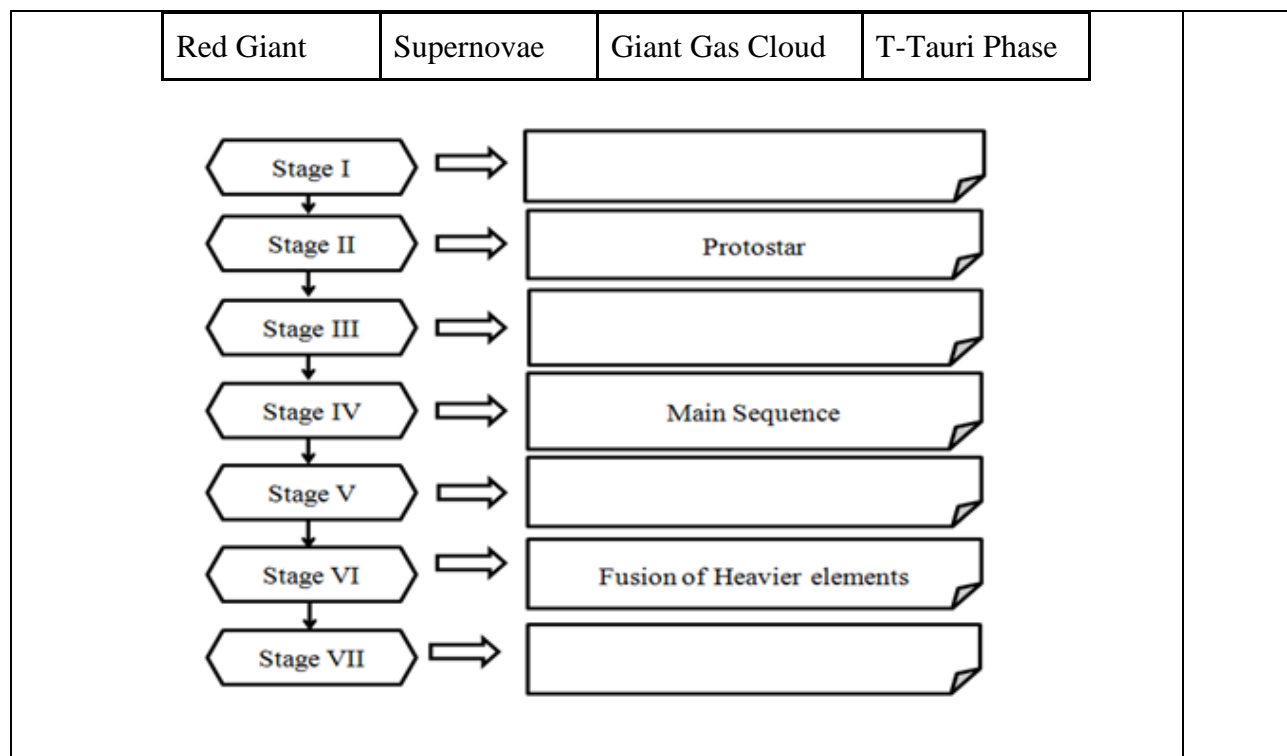 Red Giant Supernovae Giant Gas Cloud T-Tauri Phase
Stage I
Stage II Protostar
Stage III
Stage IV Main Sequence
Stage V
Stage VI Fusion of Heavier elements
Stage VII